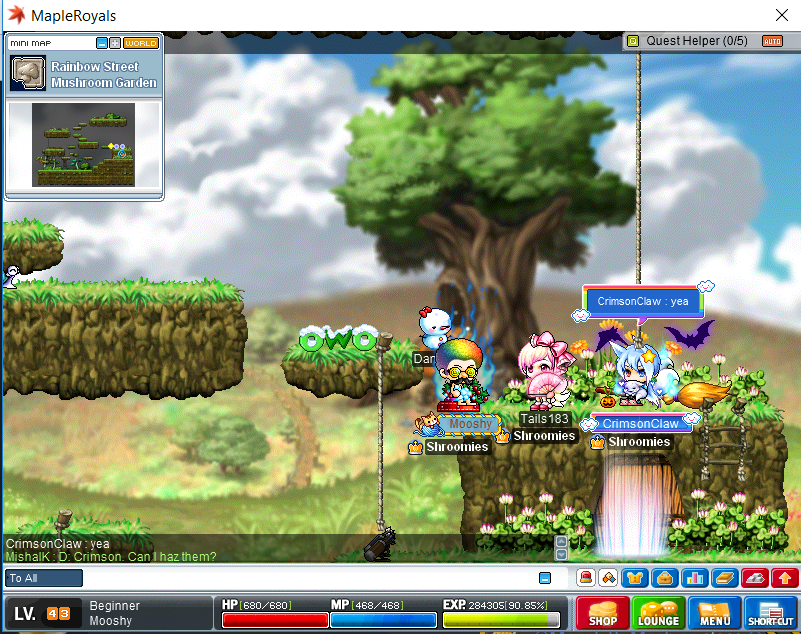 MapleRoyals
MINI MAP
WORLD
Rainbow Street
Mushroom Garden
Quest Helper (0/5)
AUTO
CrimsonClaw : yea
OWO
Dan
Mooshy
Shroomies
Tails183
Shroomies
CrimsonClaw
Shroomies
CrimsonClaw : yea
MishalK : D: Crimson. Can I haz them?
To All
LV. 43
Beginner
Mooshy
HP[680/680]
MP[468/468]
EXP. 284305[90.85%]
SHOP
LOUNGE
MENU
SHORT CUT